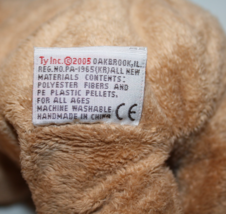 Ty Inc.©2005 OAKBROOK,IL.
REG.NO.PA-1965(KR)ALL NEW
MATERIALS CONTENTS:
POLYESTER FIBERS AND
PE PLASTIC PELLETS.
FOR ALL AGES
MACHINE WASHABLE
HANDMADE IN CHINA CE